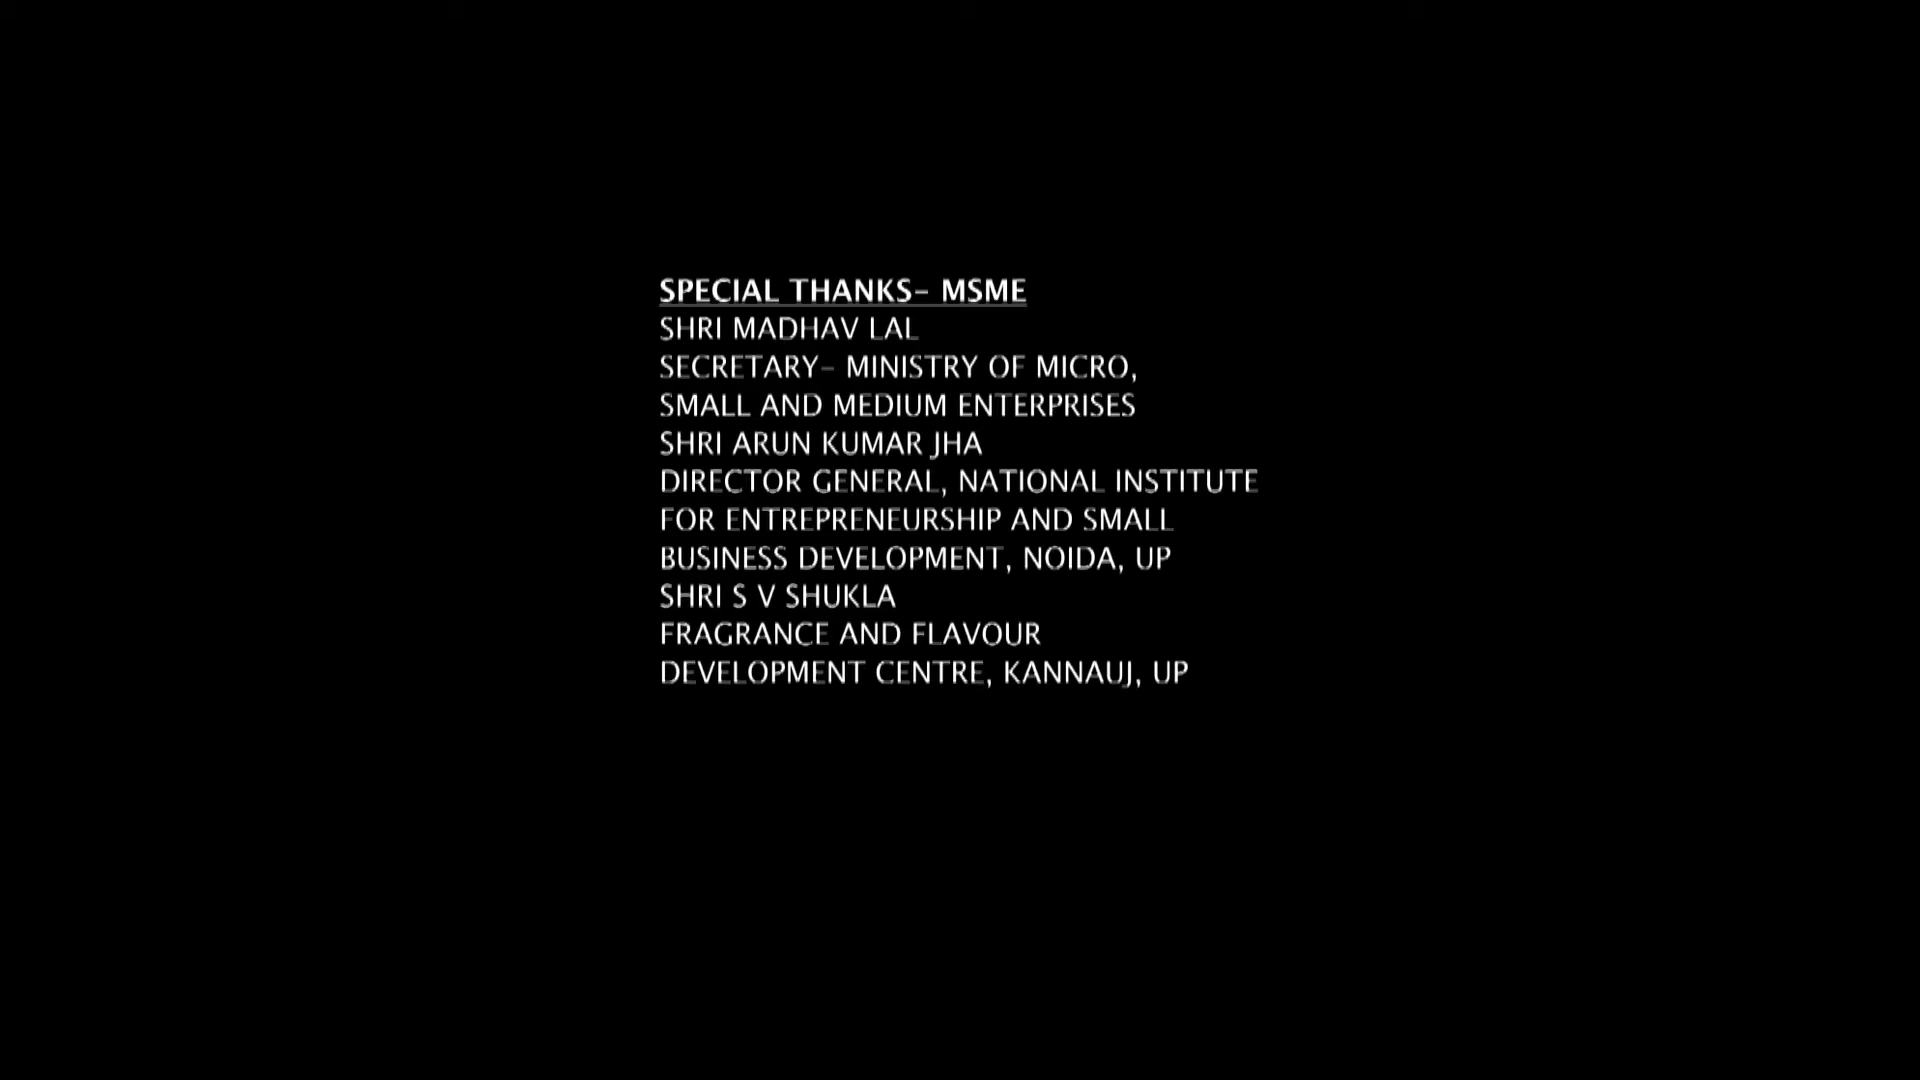 SPECIAL THANKS- MSME
SHRI MADHAV LAL
SECRETARY- MINISTRY OF MICRO,
SMALL AND MEDIUM ENTERPRISES
SHRI ARUN KUMAR JHA
DIRECTOR GENERAL, NATIONAL INSTITUTE
FOR ENTREPRENEURSHIP AND SMALL
BUSINESS DEVELOPMENT, NOIDA, UP
SHRI S V SHUKLA
FRAGRANCE AND FLAVOUR
DEVELOPMENT CENTRE, KANNAUJ, UP